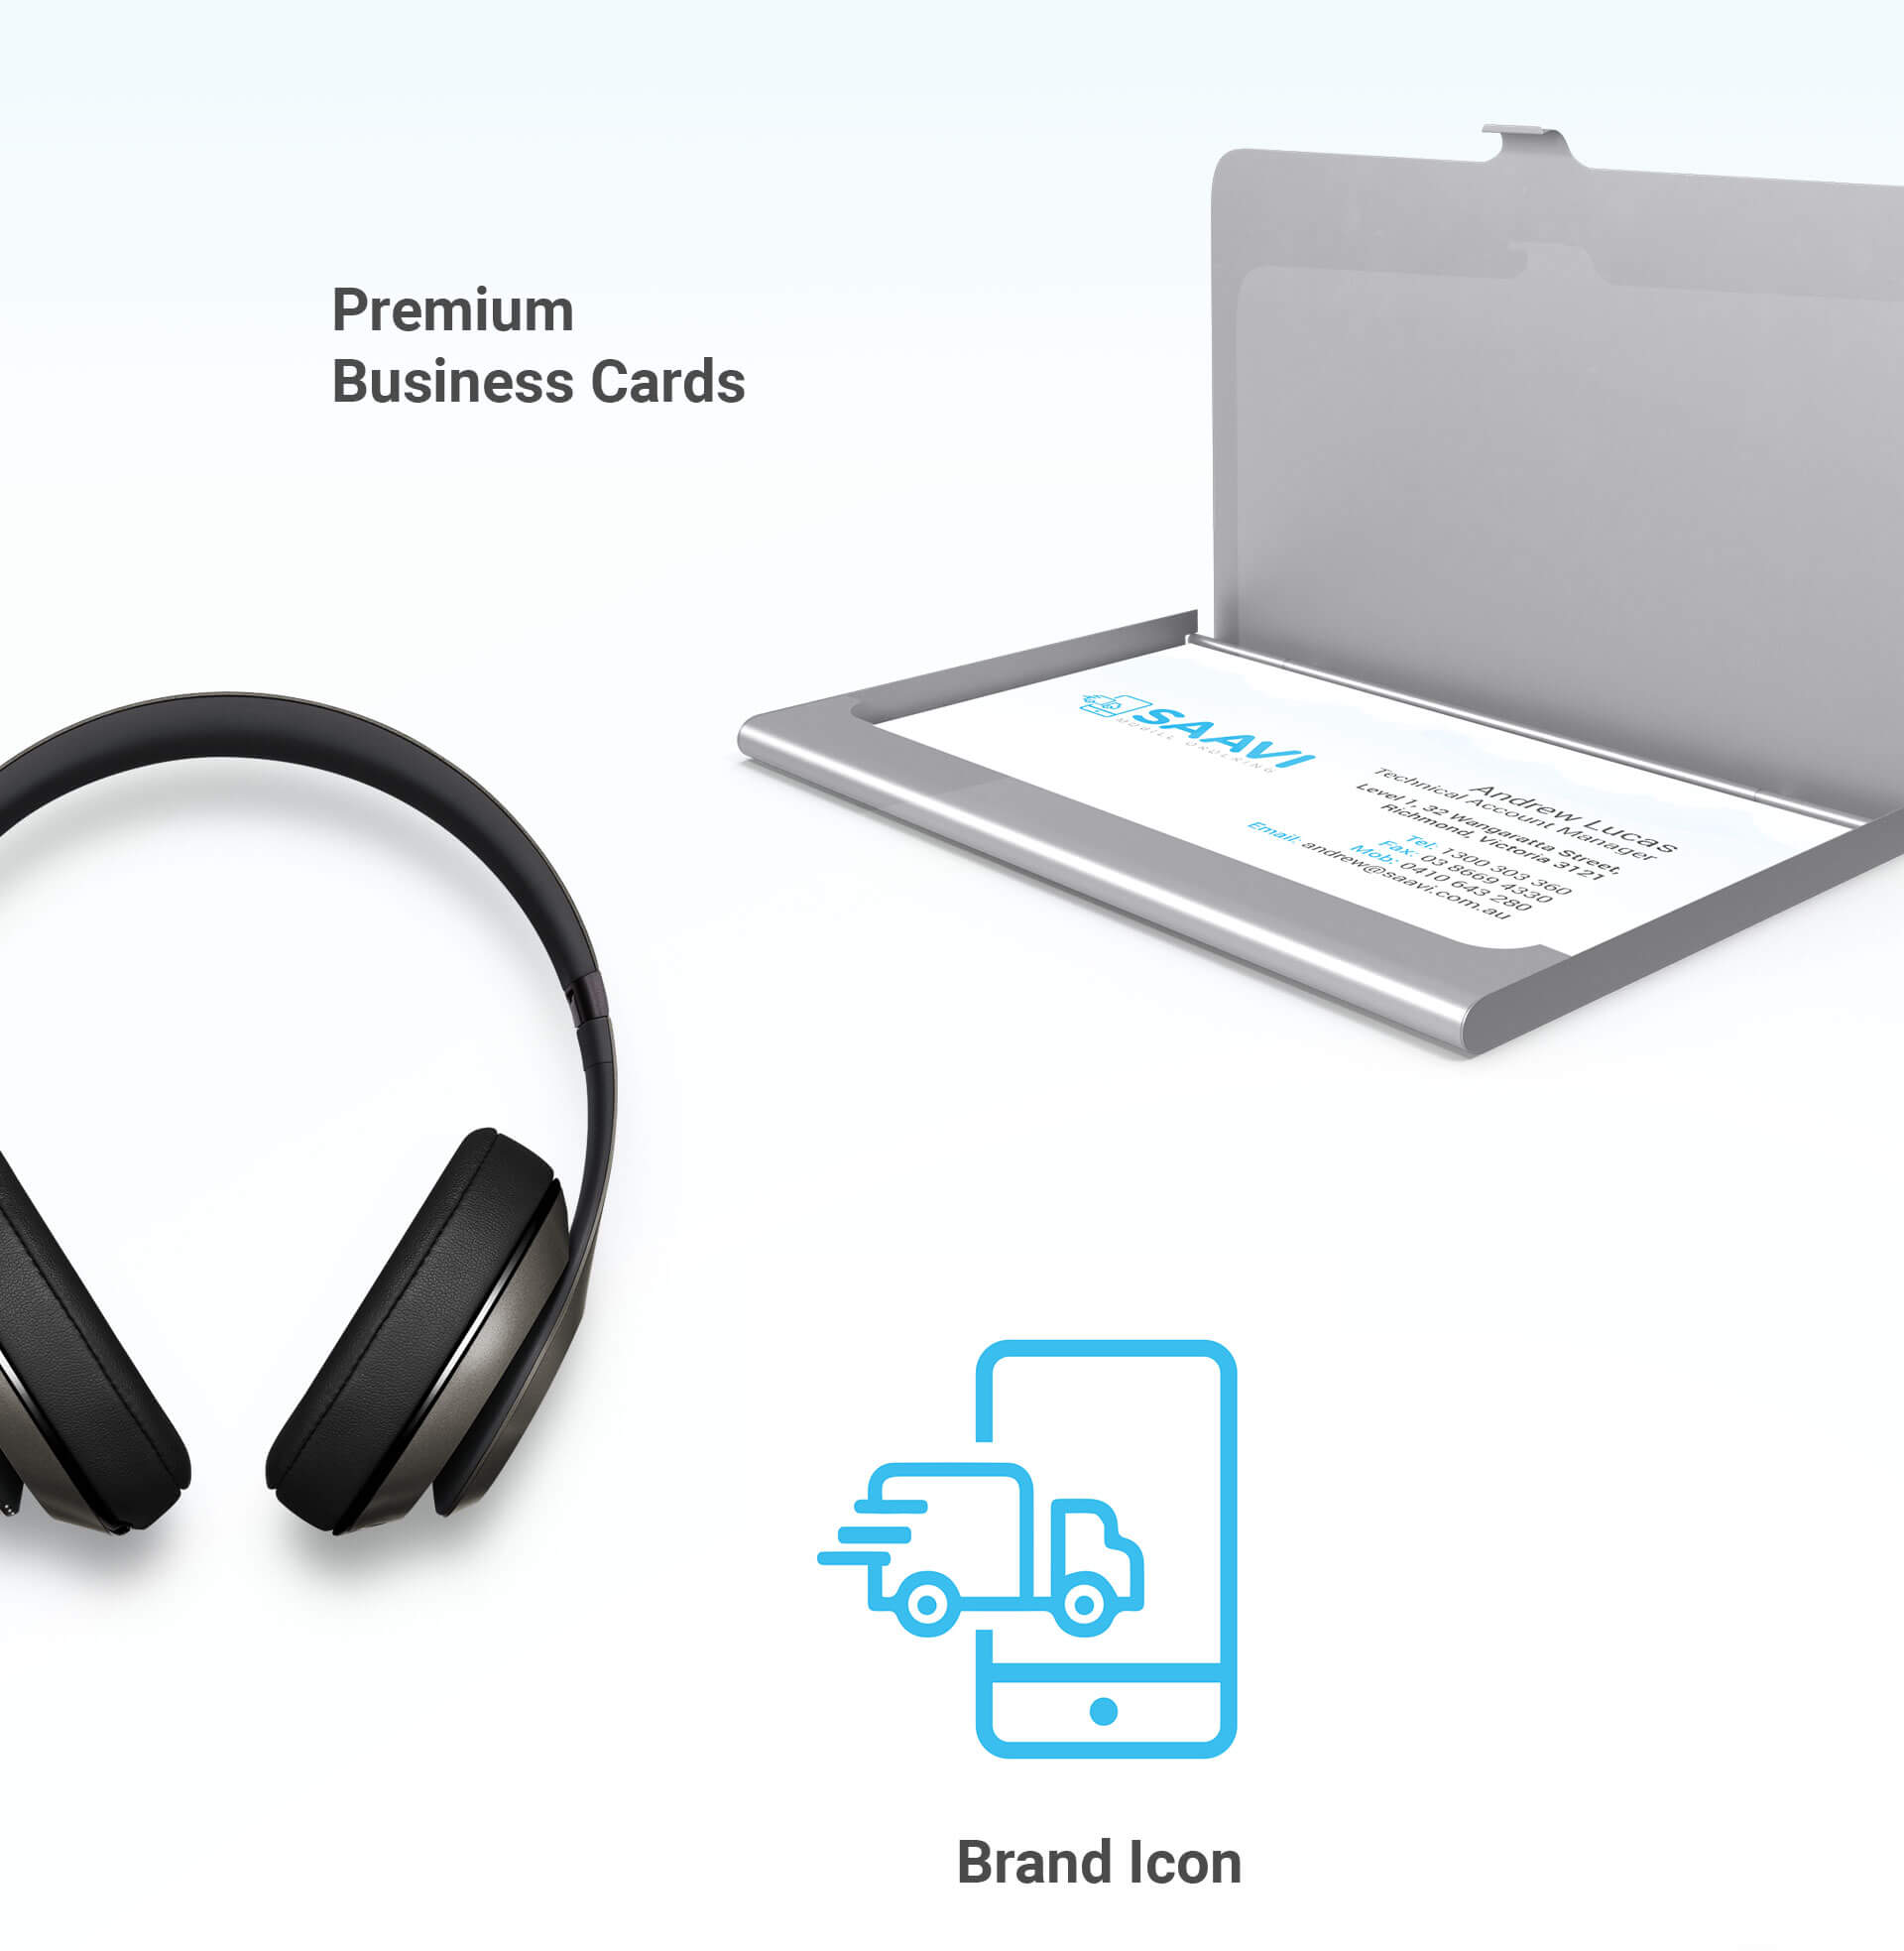 Premium
Business Cards
SAAVI
MOBILE ORDERING
Andrew Lucas
Technical Account Manager
Level 1, 32 Wangaratta Street,
Richmond, Victoria 3121
Tel: 1300 303 360
Fax: 03 8669 4330
Mob: 0410 643 280
Email: andrew@saavi.com.au
Brand Icon